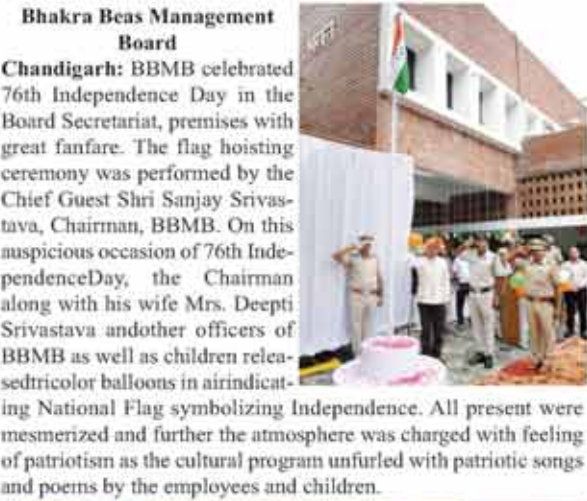 Bhakra Beas Management
Board
Chandigarh: BBMB celebrated
76th Independence Day in the
Board Secretariat, premises with
great fanfare. The flag hoisting
ceremony was performed by the
Chief Guest Shri Sanjay Srivas-
tava, Chairman, BBMB. On this
auspicious occasion of 76th Inde-
pendenceDay, the Chairman
along with his wife Mrs. Deepti
Srivastava andother officers of
BBMB as well as children relea-
sedtricolor balloons in airindicat-
ing National Flag symbolizing Independence. All present were
mesmerized and further the atmosphere was charged with feeling
of patriotism as the cultural program unfurled with patriotic songs
and poems by the employees and children.